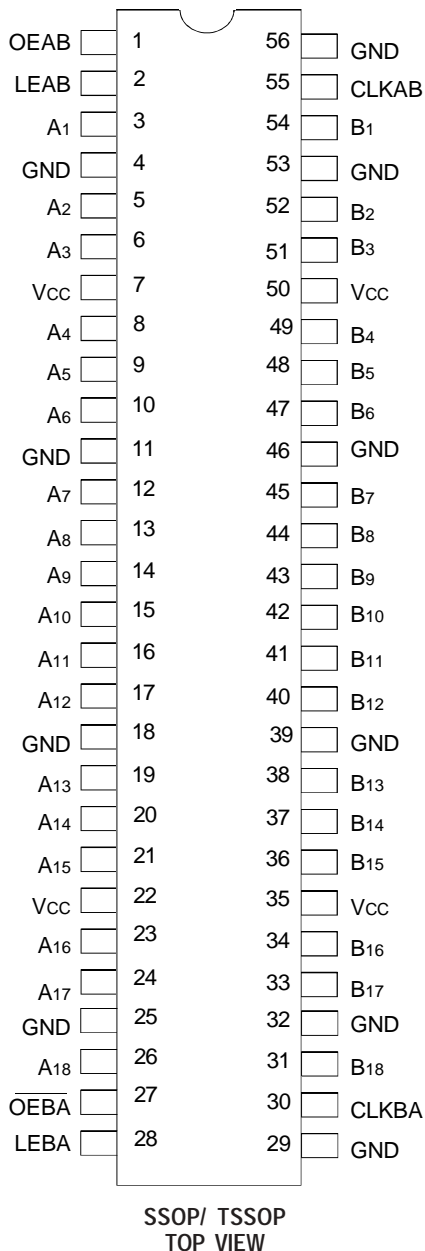 OEAB 1 56 GND
LEAB 2 55 CLKAB
A1 3 54 B1
GND 4 53 GND
A2 5 52 B2
A3 6 51 B3
VCC 7 50 VCC
A4 8 49 B4
A5 9 48 B5
A6 10 47 B6
GND 11 46 GND
A7 12 45 B7
A8 13 44 B8
A9 14 43 B9
A10 15 42 B10
A11 16 41 B11
A12 17 40 B12
GND 18 39 GND
A13 19 38 B13
A14 20 37 B14
A15 21 36 B15
VCC 22 35 VCC
A16 23 34 B16
A17 24 33 B17
GND 25 32 GND
A18 26 31 B18
O̅E̅B̅A̅ 27 30 CLKBA
LEBA 28 29 GND
SSOP/ TSSOP
TOP VIEW